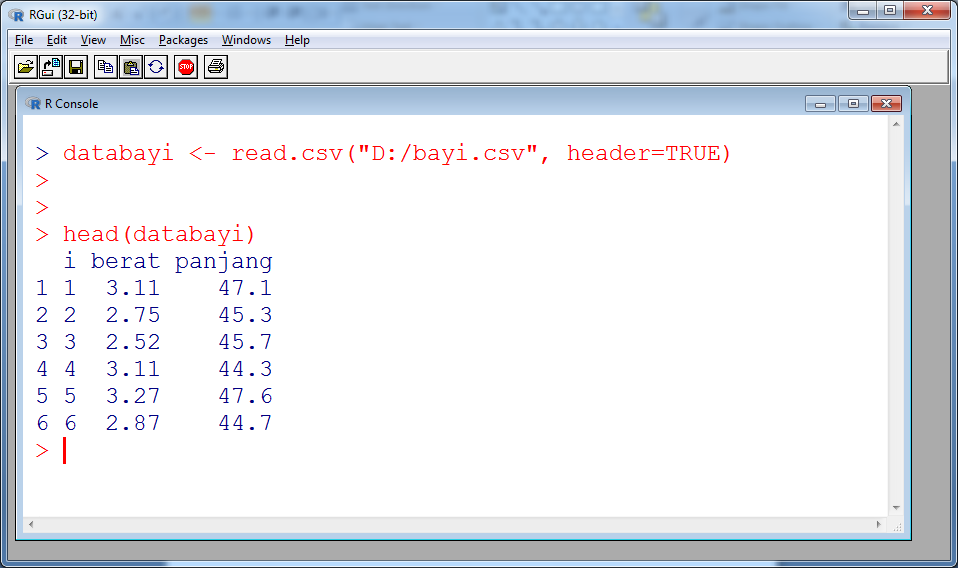 RGui (32-bit)
File Edit View Misc Packages Windows Help
STOP
R Console
> databayi <- read.csv("D:/bayi.csv", header=TRUE)
>
>
> head(databayi)
  i berat panjang
1 1  3.11    47.1
2 2  2.75    45.3
3 3  2.52    45.7
4 4  3.11    44.3
5 5  3.27    47.6
6 6  2.87    44.7
>